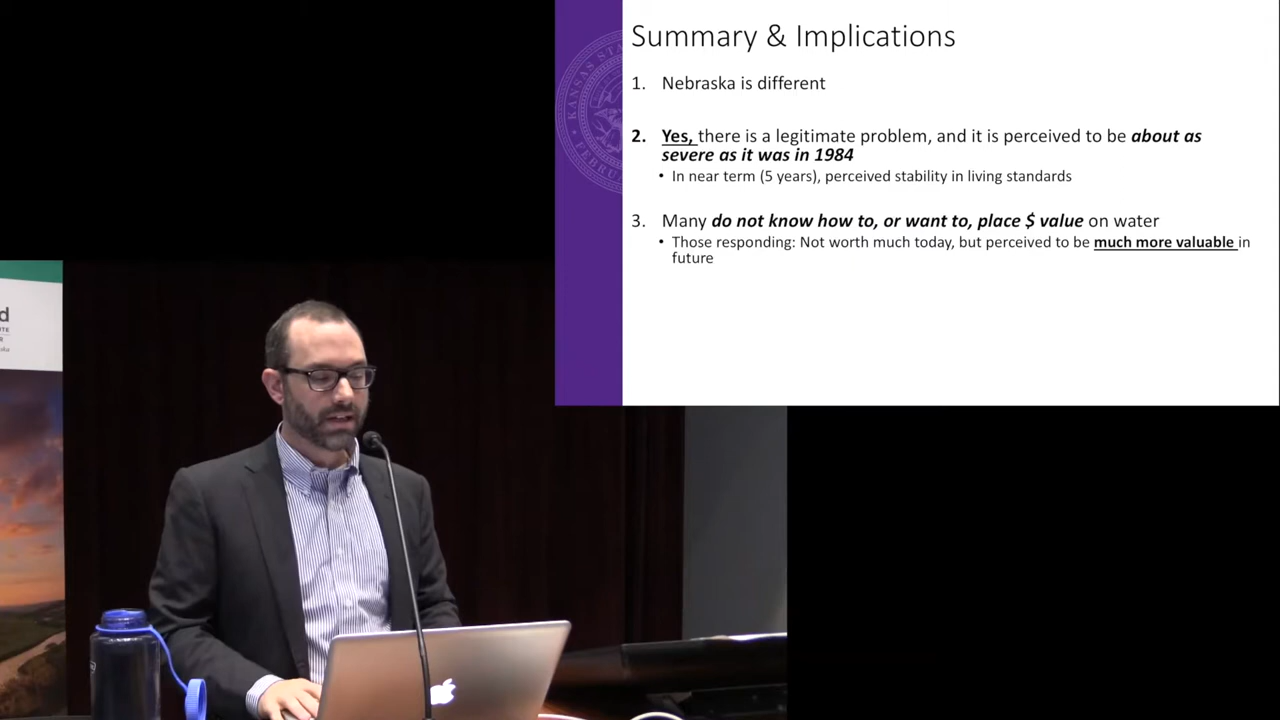 Summary & Implications
1. Nebraska is different
2. Yes, there is a legitimate problem, and it is perceived to be about as
severe as it was in 1984
• In near term (5 years), perceived stability in living standards
3. Many do not know how to, or want to, place $ value on water
• Those responding: Not worth much today, but perceived to be much more valuable in
future
KANSAS STA
FEBRU
d